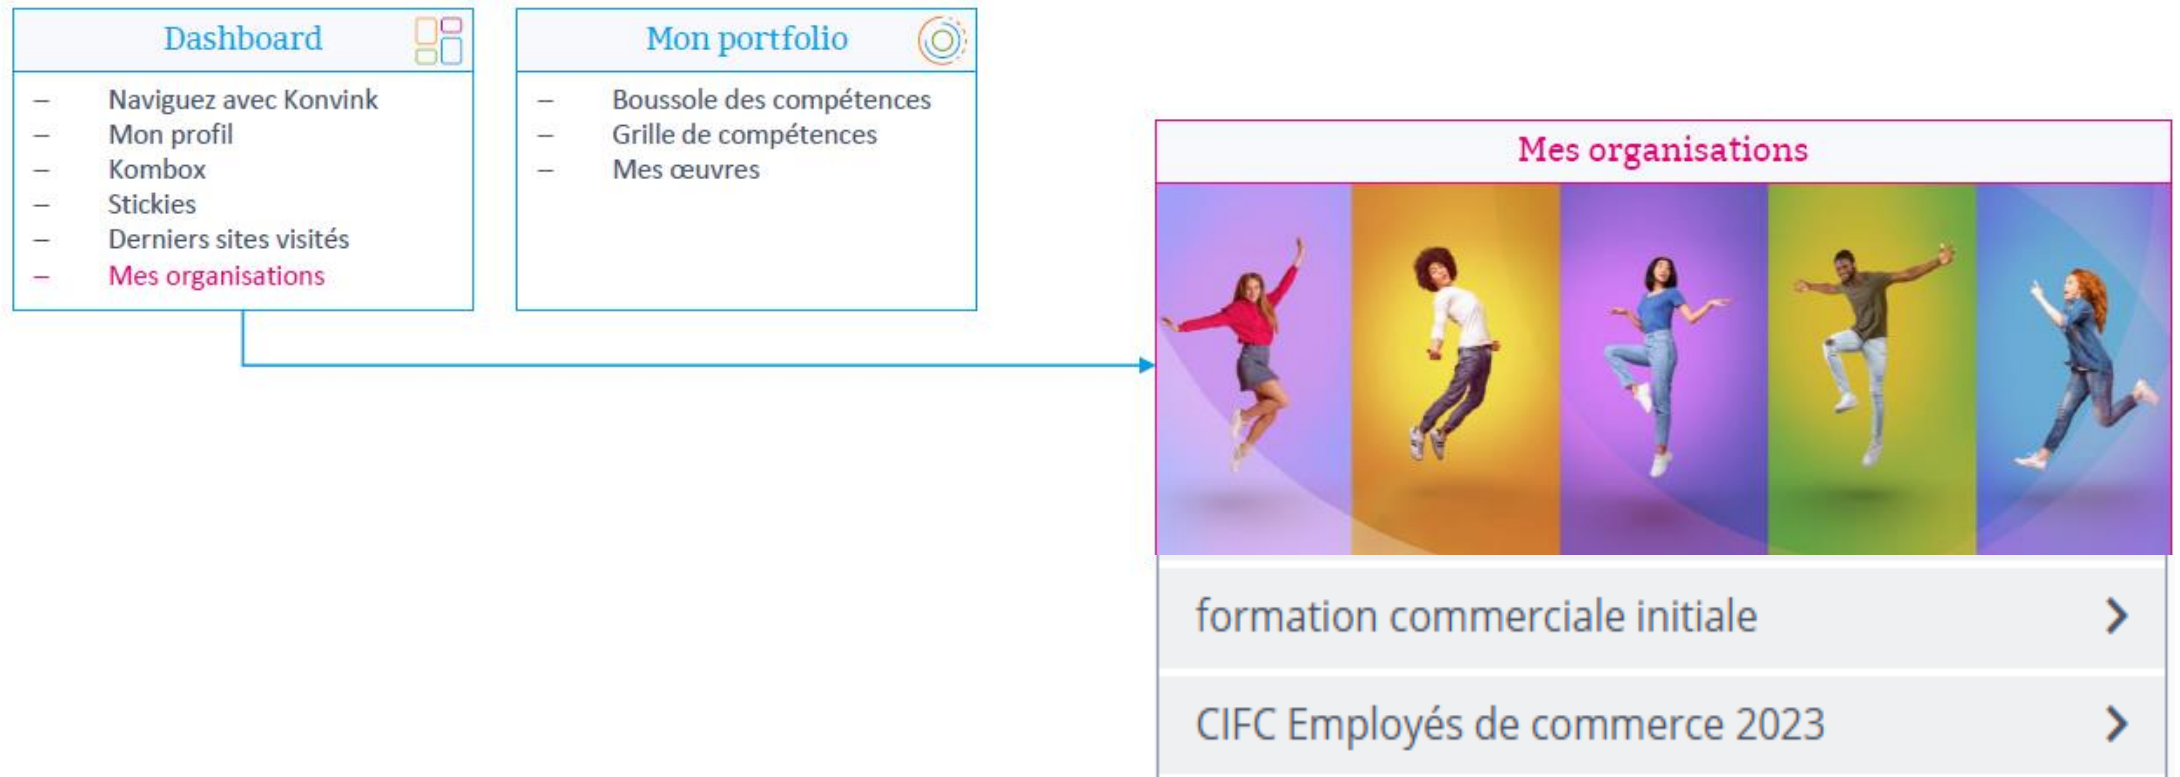 Dashboard
– Naviguez avec Konvink
– Mon profil
– Kombox
– Stickies
– Derniers sites visités
– Mes organisations
Mon portfolio
– Boussole des compétences
– Grille de compétences
– Mes œuvres
Mes organisations
formation commerciale initiale
CIFC Employés de commerce 2023